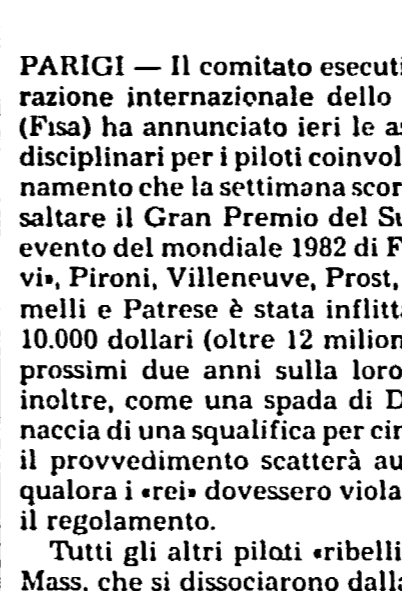 PARIGI — Il comitato esecuti
razione internazionale dello
(Fisa) ha annunciato ieri le as
disciplinari per i piloti coinvol
namento che la settimana scor
saltare il Gran Premio del Su
evento del mondiale 1982 di F
vi», Pironi, Villeneuve, Prost,
melli e Patrese è stata inflitta
10.000 dollari (oltre 12 milion
prossimi due anni sulla loro
inoltre, come una spada di D
naccia di una squalifica per cin
il provvedimento scatterà au
qualora i «rei» dovessero viola
il regolamento.
Tutti gli altri piloti «ribelli
Mass, che si dissociarono dalla